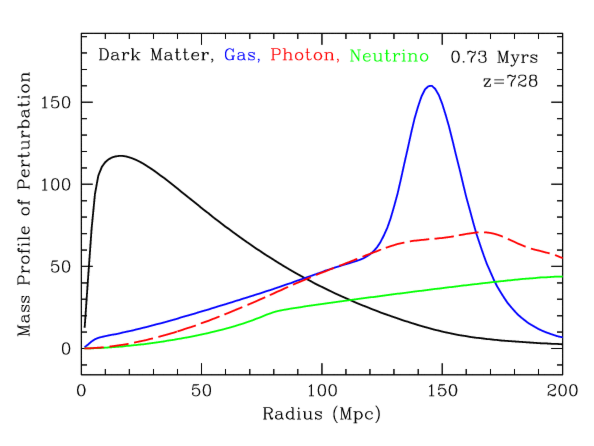 Dark Matter, Gas, Photon, Neutrino 0.73 Myrs
z=728
Mass Profile of Perturbation
150
100
50
0
0 50 100 150 200
Radius (Mpc)